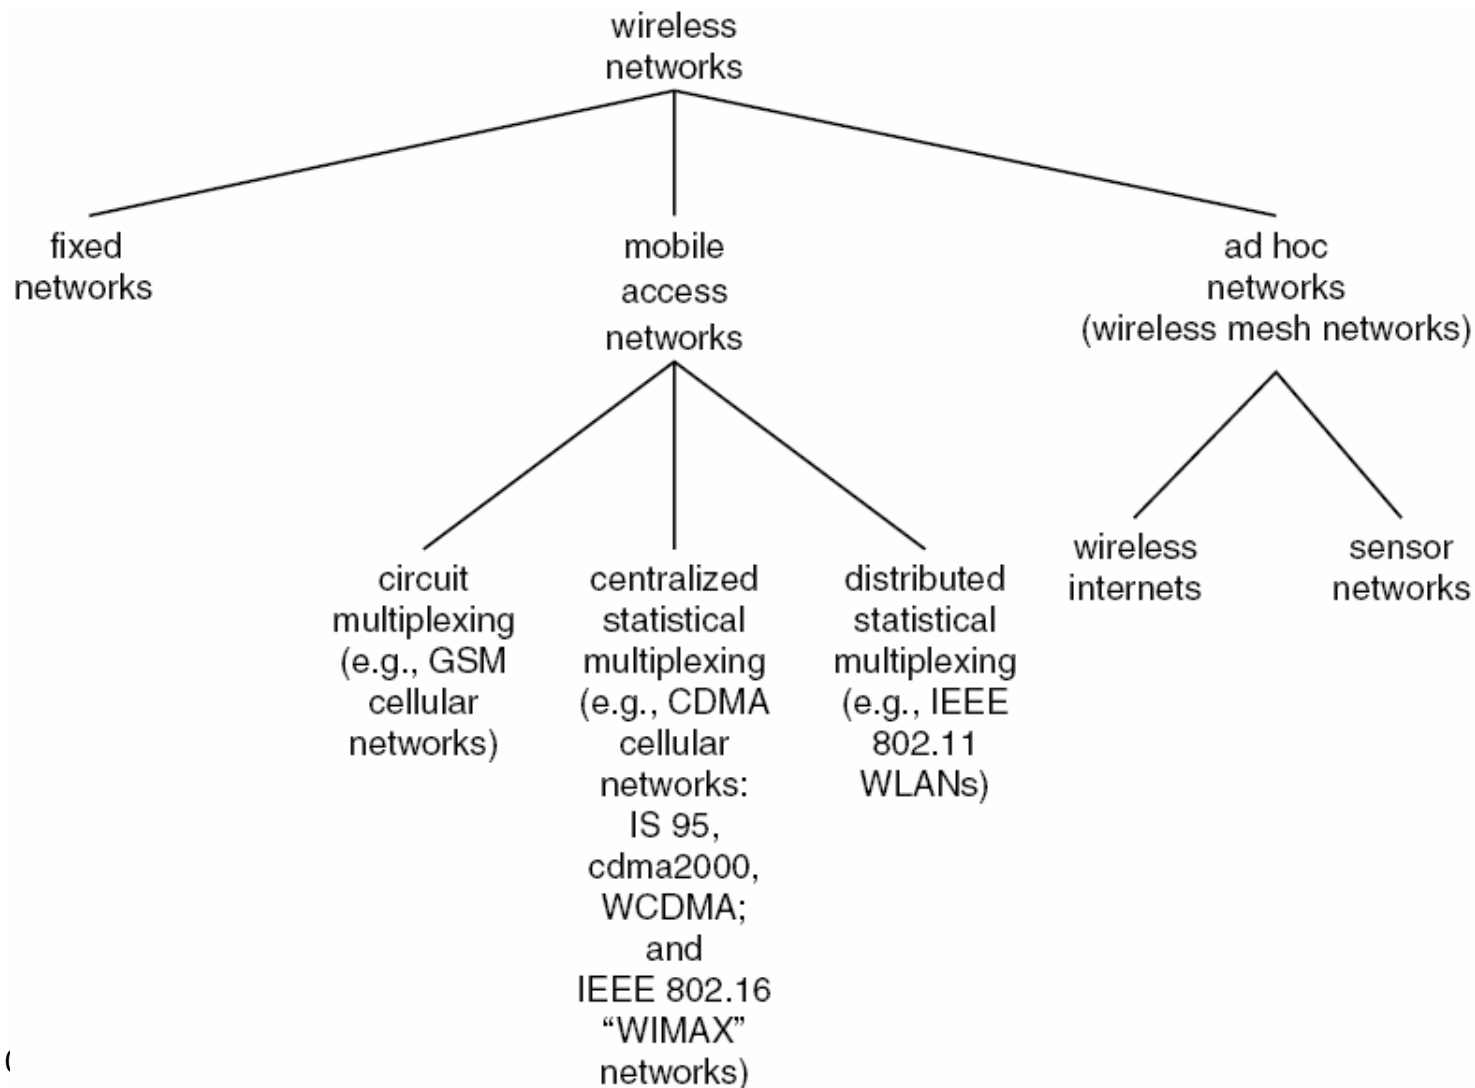 wireless
networks
fixed
networks
mobile
access
networks
ad hoc
networks
(wireless mesh networks)
circuit
multiplexing
(e.g., GSM
cellular
networks)
centralized
statistical
multiplexing
(e.g., CDMA
cellular
networks:
IS 95,
cdma2000,
WCDMA;
and
IEEE 802.16
“WIMAX”
networks)
distributed
statistical
multiplexing
(e.g., IEEE
802.11
WLANs)
wireless
internets
sensor
networks